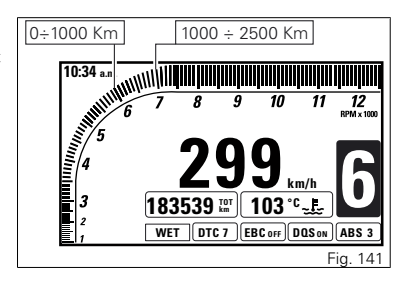 0÷1000 Km 1000 ÷ 2500 Km
10:34 a.m
6 7 8 9 10 11 12
RPM x 1000
5
4
299 km/h 6
3
183539 TOT km 103 °C
2
WET DTC 7 EBC OFF DQS ON ABS 3
1
Fig. 141